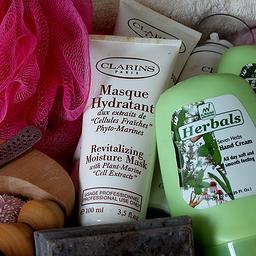 CLARINS
PARIS
Masque
Hydratant
aux extraits de
"Cellules Fraîches"
Phyto-Marines
Revitalizing
Moisture Mask
with Plant-Marine
"Cell Extracts"
USAGE PROFESSIONNEL
PROFESSIONAL USE ONLY
100 ml
3,5
CLARINS
Herbals
Seven Herbs
Hand Cream
All day soft and
smooth feeling